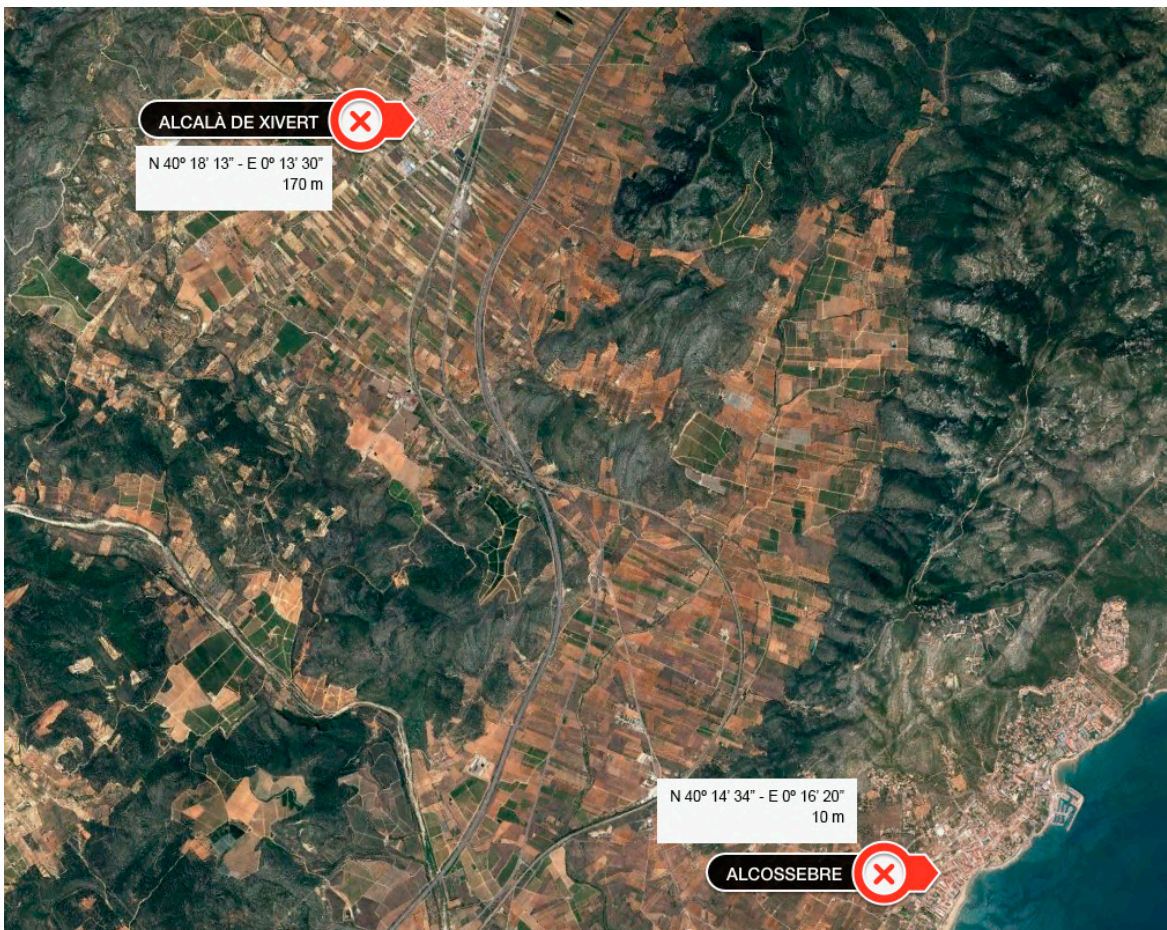 ALCALÀ DE XIVERT
N 40º 18’ 13” - E 0º 13’ 30”
170 m
N 40º 14’ 34” - E 0º 16’ 20”
10 m
ALCOSSEBRE